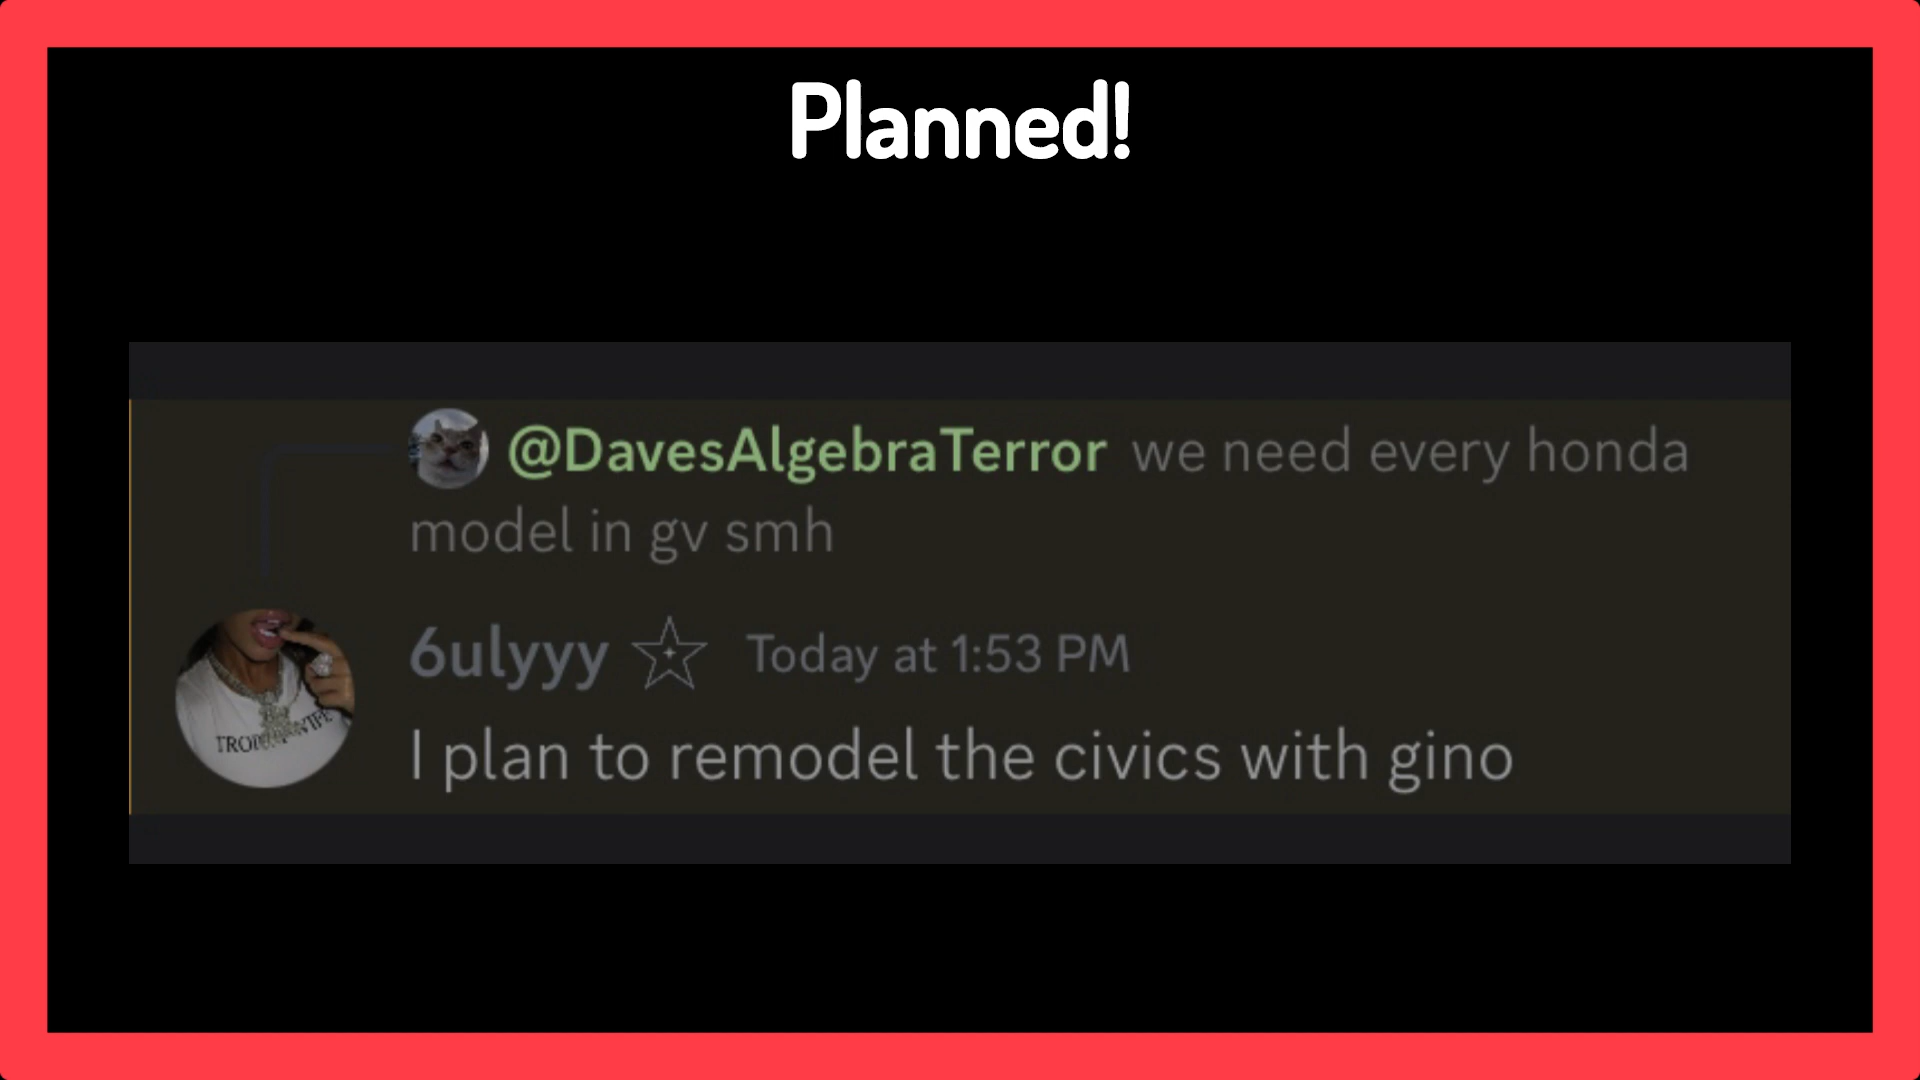 Planned!
@DavesAlgebraTerror we need every honda
model in gv smh
6ulyyy Today at 1:53 PM
I plan to remodel the civics with gino